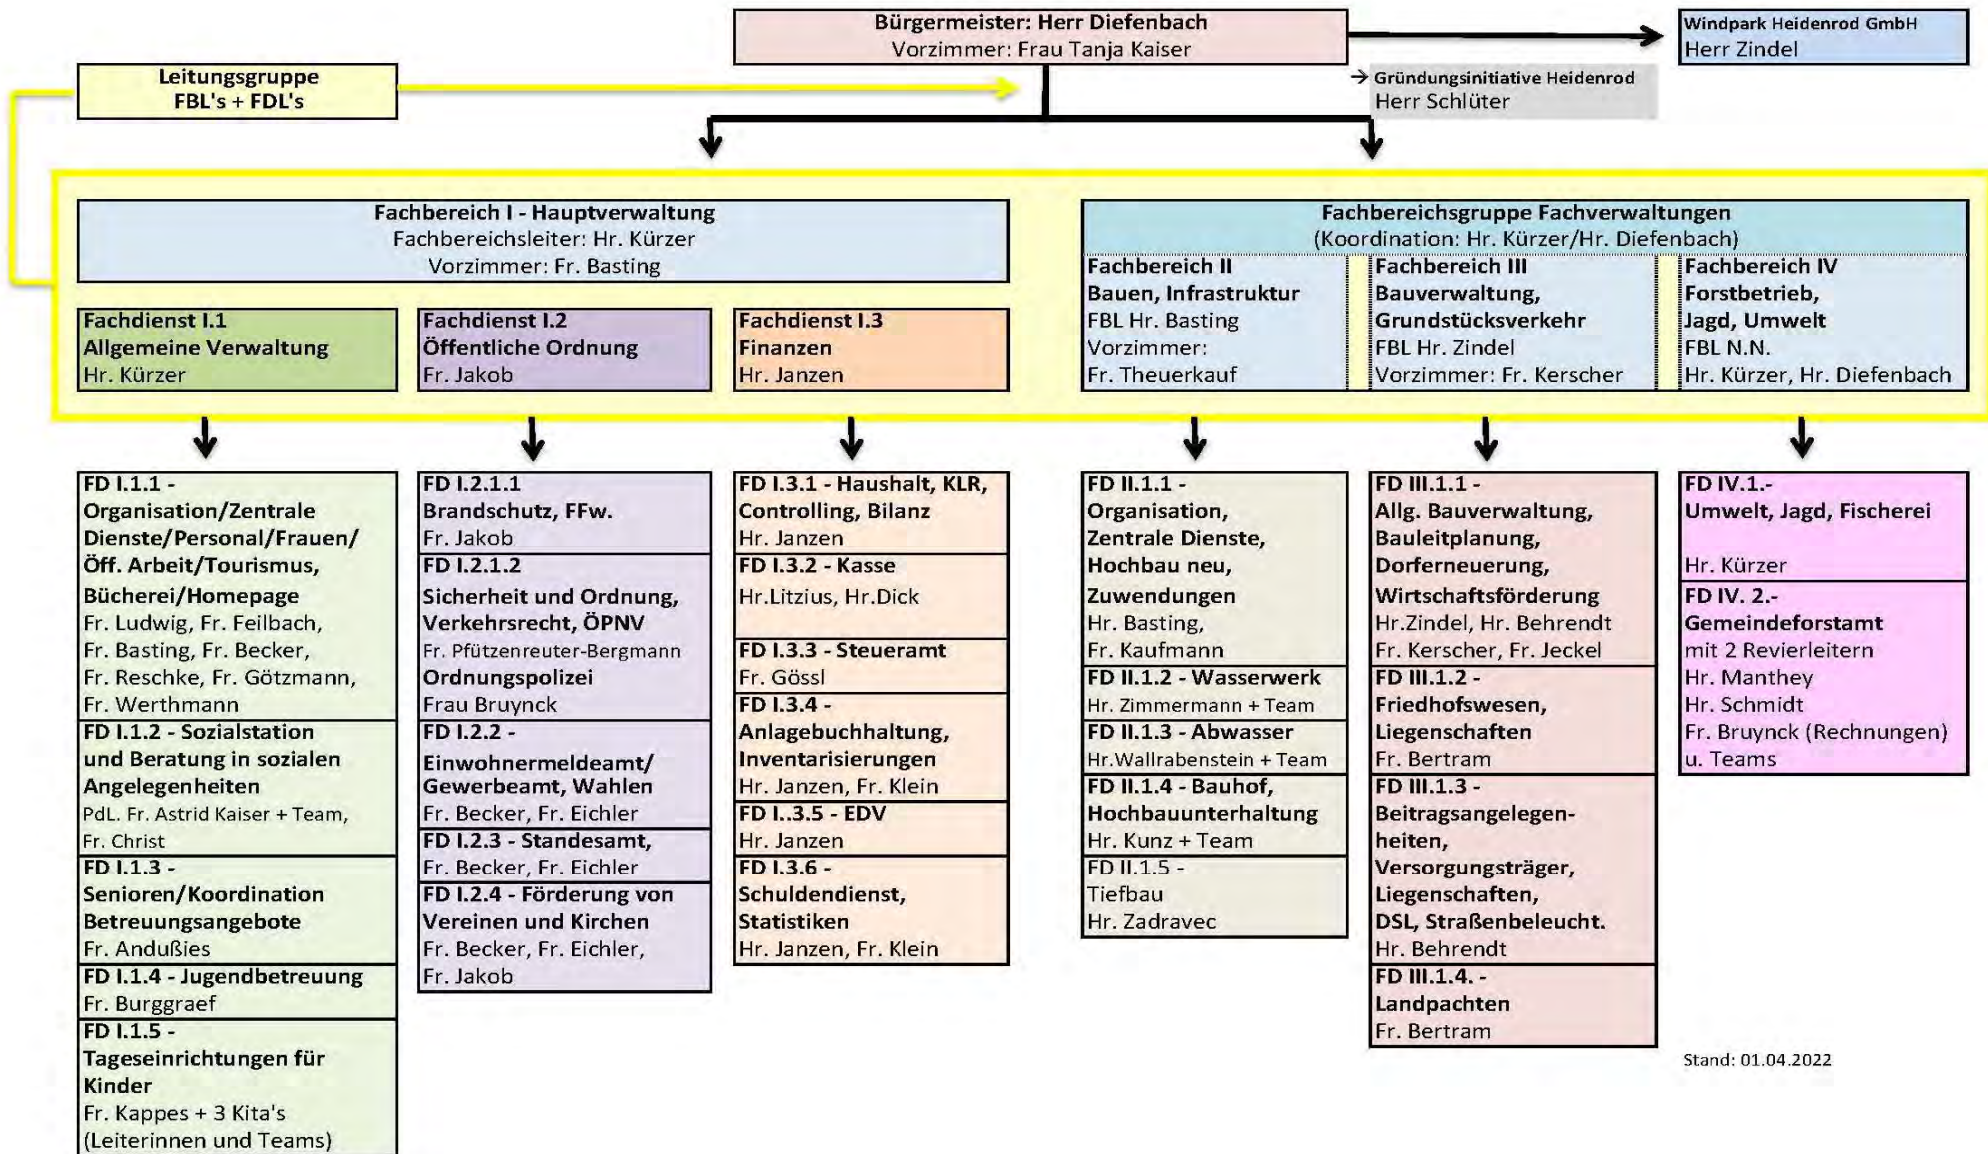 Bürgermeister: Herr Diefenbach
Vorzimmer: Frau Tanja Kaiser
Windpark Heidenrod GmbH
Herr Zindel
Leitungsgruppe
FBL's + FDL's
→ Gründungsinitiative Heidenrod
Herr Schlüter
Fachbereich I - Hauptverwaltung
Fachbereichsleiter: Hr. Kürzer
Vorzimmer: Fr. Basting
Fachbereichsgruppe Fachverwaltungen
(Koordination: Hr. Kürzer/Hr. Diefenbach)
Fachbereich II
Bauen, Infrastruktur
FBL Hr. Basting
Vorzimmer:
Fr. Theuerkauf
Fachbereich III
Bauverwaltung,
Grundstücksverkehr
FBL Hr. Zindel
Vorzimmer: Fr. Kerscher
Fachbereich IV
Forstbetrieb,
Jagd, Umwelt
FBL N.N.
Hr. Kürzer, Hr. Diefenbach
Fachdienst I.1
Allgemeine Verwaltung
Hr. Kürzer
Fachdienst I.2
Öffentliche Ordnung
Fr. Jakob
Fachdienst I.3
Finanzen
Hr. Janzen
FD I.1.1 -
Organisation/Zentrale
Dienste/Personal/Frauen/
Öff. Arbeit/Tourismus,
Bücherei/Homepage
Fr. Ludwig, Fr. Feilbach,
Fr. Basting, Fr. Becker,
Fr. Reschke, Fr. Götzmann,
Fr. Werthmann
FD I.1.2 - Sozialstation
und Beratung in sozialen
Angelegenheiten
PdL. Fr. Astrid Kaiser + Team,
Fr. Christ
FD I.1.3 -
Senioren/Koordination
Betreuungsangebote
Fr. Andußies
FD I.1.4 - Jugendbetreuung
Fr. Burggraef
FD I.1.5 -
Tageseinrichtungen für
Kinder
Fr. Kappes + 3 Kita's
(Leiterinnen und Teams)
FD I.2.1.1
Brandschutz, FFw.
Fr. Jakob
FD I.2.1.2
Sicherheit und Ordnung,
Verkehrsrecht, ÖPNV
Fr. Pfützenreuter-Bergmann
Ordnungspolizei
Frau Bruynck
FD I.2.2 -
Einwohnermeldeamt/
Gewerbeamt, Wahlen
Fr. Becker, Fr. Eichler
FD I.2.3 - Standesamt,
Fr. Becker, Fr. Eichler
FD I.2.4 - Förderung von
Vereinen und Kirchen
Fr. Becker, Fr. Eichler,
Fr. Jakob
FD I.3.1 - Haushalt, KLR,
Controlling, Bilanz
Hr. Janzen
FD I.3.2 - Kasse
Hr.Litzius, Hr.Dick
FD I.3.3 - Steueramt
Fr. Gössl
FD I.3.4 -
Anlagebuchhaltung,
Inventarisierungen
Hr. Janzen, Fr. Klein
FD I..3.5 - EDV
Hr. Janzen
FD I.3.6 -
Schuldendienst,
Statistiken
Hr. Janzen, Fr. Klein
FD II.1.1 -
Organisation,
Zentrale Dienste,
Hochbau neu,
Zuwendungen
Hr. Basting,
Fr. Kaufmann
FD II.1.2 - Wasserwerk
Hr. Zimmermann + Team
FD II.1.3 - Abwasser
Hr.Wallrabenstein + Team
FD II.1.4 - Bauhof,
Hochbauunterhaltung
Hr. Kunz + Team
FD II.1.5 -
Tiefbau
Hr. Zadravec
FD III.1.1 -
Allg. Bauverwaltung,
Bauleitplanung,
Dorferneuerung,
Wirtschaftsförderung
Hr.Zindel, Hr. Behrendt
Fr. Kerscher, Fr. Jeckel
FD III.1.2 -
Friedhofswesen,
Liegenschaften
Fr. Bertram
FD III.1.3 -
Beitragsangelegen-
heiten,
Versorgungsträger,
Liegenschaften,
DSL, Straßenbeleucht.
Hr. Behrendt
FD III.1.4. -
Landpachten
Fr. Bertram
FD IV.1.-
Umwelt, Jagd, Fischerei
Hr. Kürzer
FD IV. 2.-
Gemeindeforstamt
mit 2 Revierleitern
Hr. Manthey
Hr. Schmidt
Fr. Bruynck (Rechnungen)
u. Teams
Stand: 01.04.2022